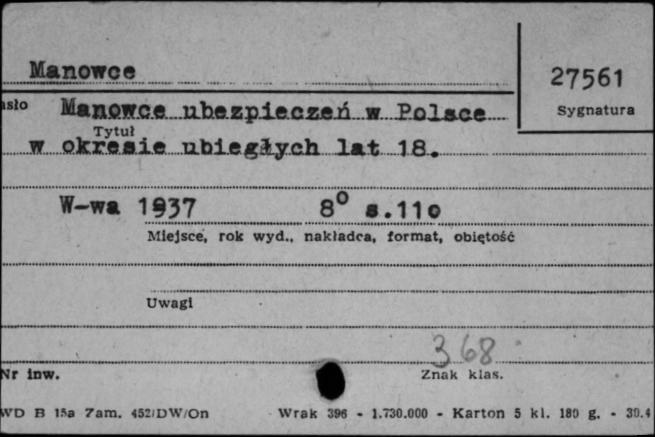 Manowce
27561
Sygnatura
asło Manowce ubezpieczeń w Polsce
Tytuł
w okresie ubiegłych lat 18.
W-wa 1937 8° s.110
Miejsce, rok wyd., nakładca, format, objętość
Uwagi
368
Nr inw.
Znak klas.
WD B 15a Zam. 452/DW/On Wrak 396 - 1.730.000 - Karton 5 kl. 180 g. - 30.4